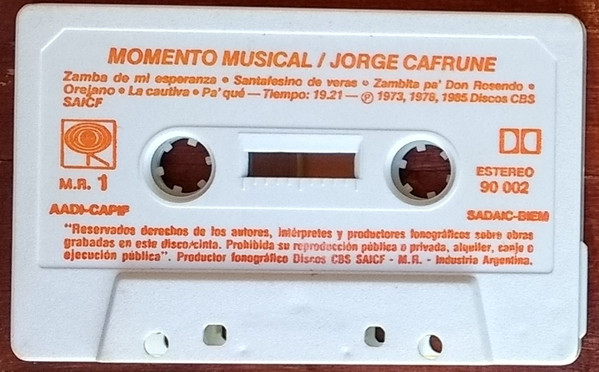 MOMENTO MUSICAL / JORGE CAFRUNE
Zamba de mi esperanza • Santafesino de veras • Zambita pa' Don Rosendo •
Orejano • La cautiva • Pa' qué — Tiempo: 19.21 — Ⓟ 1973, 1978, 1985 Discos CBS
SAICF
M.R. 1
ESTEREO
90 002
AADI-CAPIF
SADAIC-BIEM
"Reservados derechos de los autores, intérpretes y productores fonográficos sobre obras
grabadas en este disco/cinta. Prohibida su reproducción pública o privada, alquiler, canje o
ejecución pública". Productor fonográfico Discos CBS SAICF - M.R. - Industria Argentina.